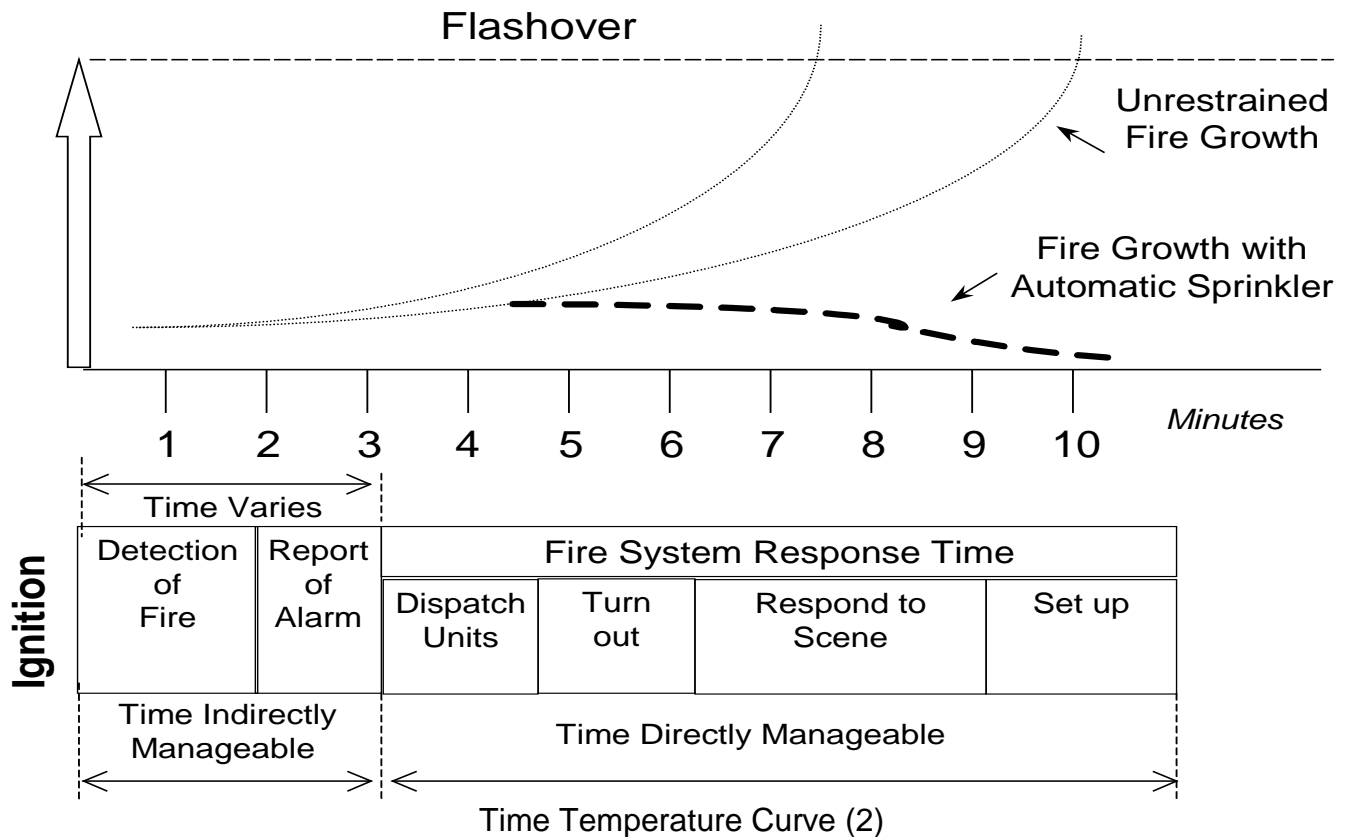 Flashover
Unrestrained
Fire Growth
Fire Growth with
Automatic Sprinkler
1 2 3 4 5 6 7 8 9 10
Minutes
Time Varies
Ignition
Detection
of
Fire
Report
of
Alarm
Fire System Response Time
Dispatch
Units
Turn
out
Respond to
Scene
Set up
Time Indirectly
Manageable
Time Directly Manageable
Time Temperature Curve (2)